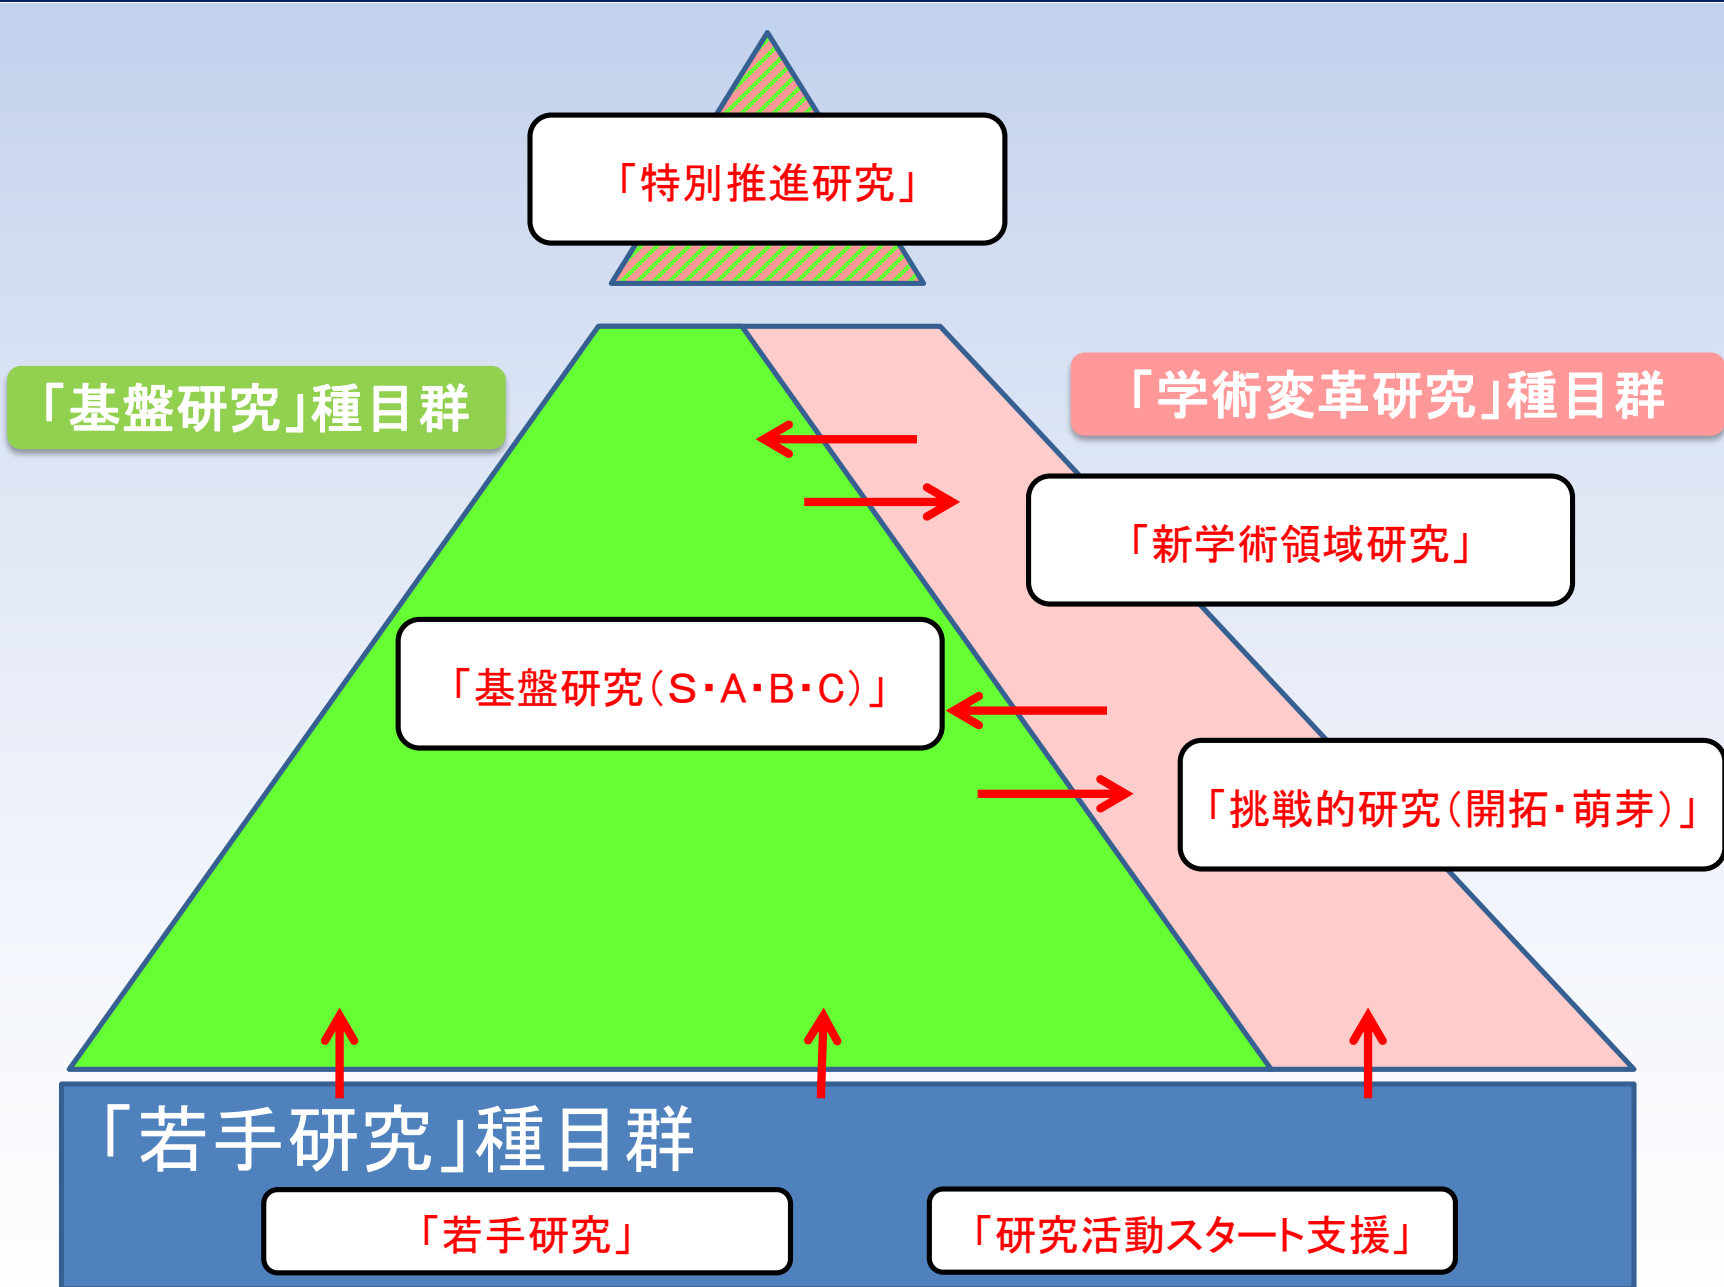 「特別推進研究」
「基盤研究」種目群
「学術変革研究」種目群
「新学術領域研究」
「基盤研究（S・A・B・C）」
「挑戦的研究（開拓・萌芽）」
「若手研究」種目群
「若手研究」
「研究活動スタート支援」